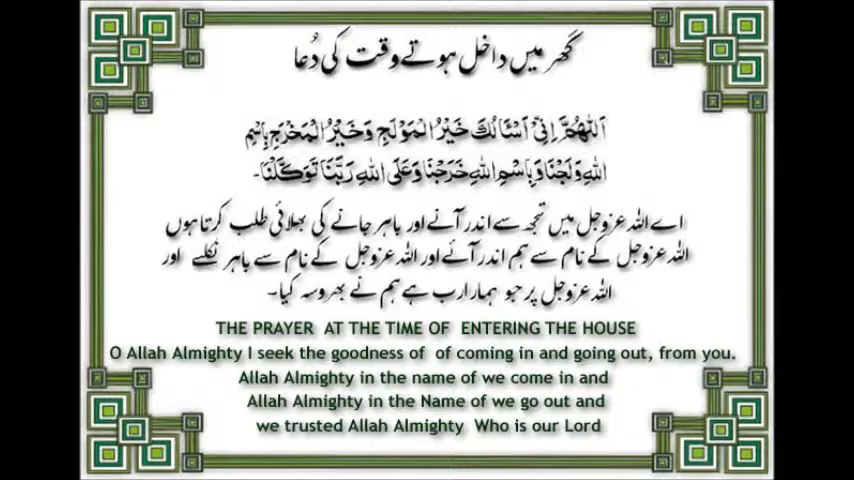 گھر میں داخل ہوتے وقت کی دُعا
اَللّٰهُمَّ اِنِّیْ اَسْئَالُكَ خَیْرَ الْمَوْلَجِ وَخَیْرَ الْمَخْرَجِ بِاسْمِ
اللّٰهِ وَلَجْنَا وَبِاسْمِ اللّٰهِ خَرَجْنَا وَعَلَی اللّٰهِ رَبِّنَا تَوَكَّلْنَا۔
اے اللہ عزوجل میں تجھ سے اندر آنے اور باہر جانے کی بھلائی طلب کرتا ہوں
اللہ عزوجل کے نام سے ہم اندر آئے اور اللہ عزوجل کے نام سے باہر نکلے اور
اللہ عزوجل پر جو ہمارا رب ہے ہم نے بھروسہ کیا۔
THE PRAYER AT THE TIME OF ENTERING THE HOUSE
O Allah Almighty I seek the goodness of of coming in and going out, from you.
Allah Almighty in the name of we come in and
Allah Almighty in the Name of we go out and
we trusted Allah Almighty Who is our Lord